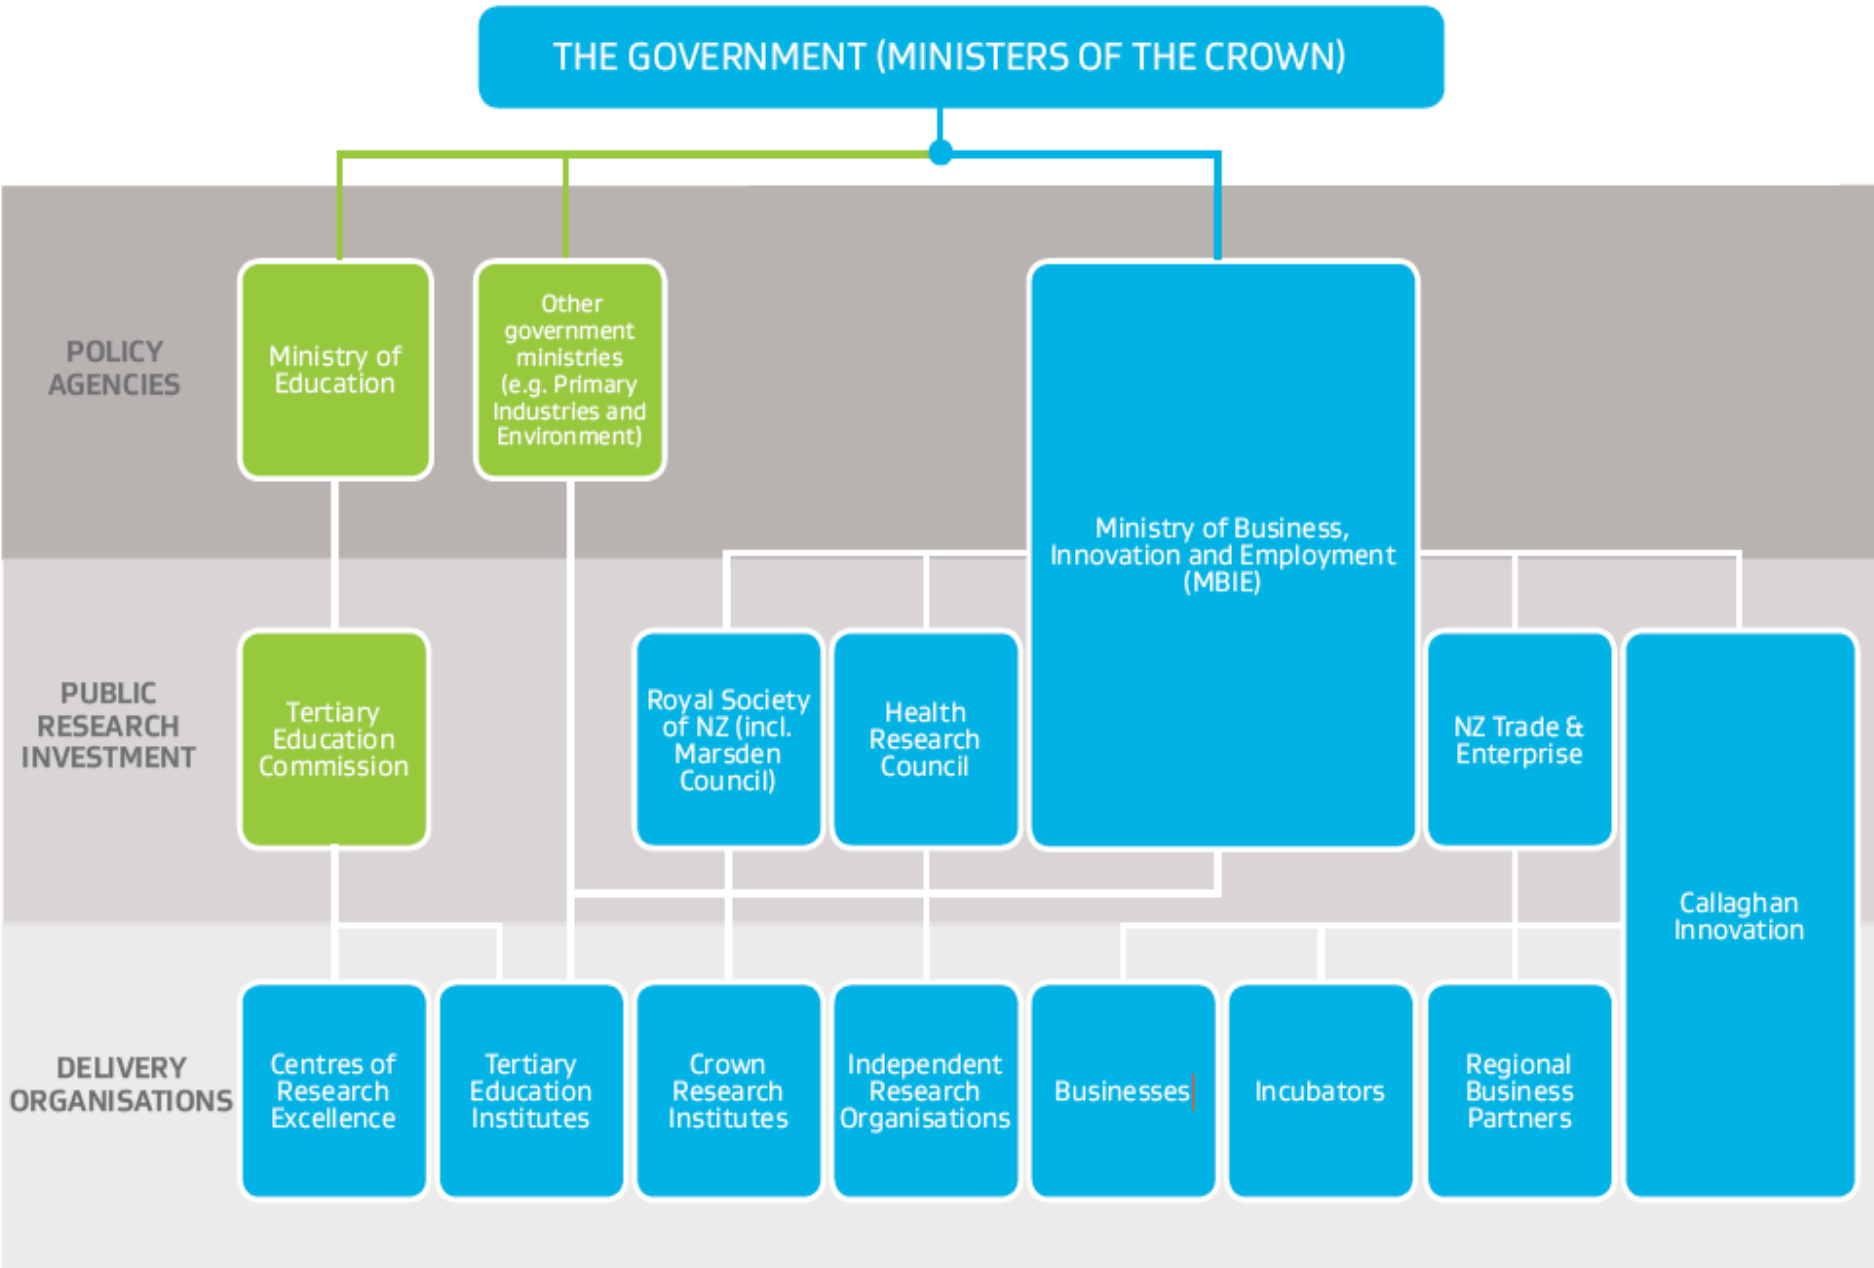 THE GOVERNMENT (MINISTERS OF THE CROWN)
POLICY
AGENCIES
Ministry of
Education
Other
government
ministries
(e.g. Primary
Industries and
Environment)
Ministry of Business,
Innovation and Employment
(MBIE)
PUBLIC
RESEARCH
INVESTMENT
Tertiary
Education
Commission
Royal Society
of NZ (incl.
Marsden
Council)
Health
Research
Council
NZ Trade &
Enterprise
Callaghan
Innovation
DELIVERY
ORGANISATIONS
Centres of
Research
Excellence
Tertiary
Education
Institutes
Crown
Research
Institutes
Independent
Research
Organisations
Businesses
Incubators
Regional
Business
Partners